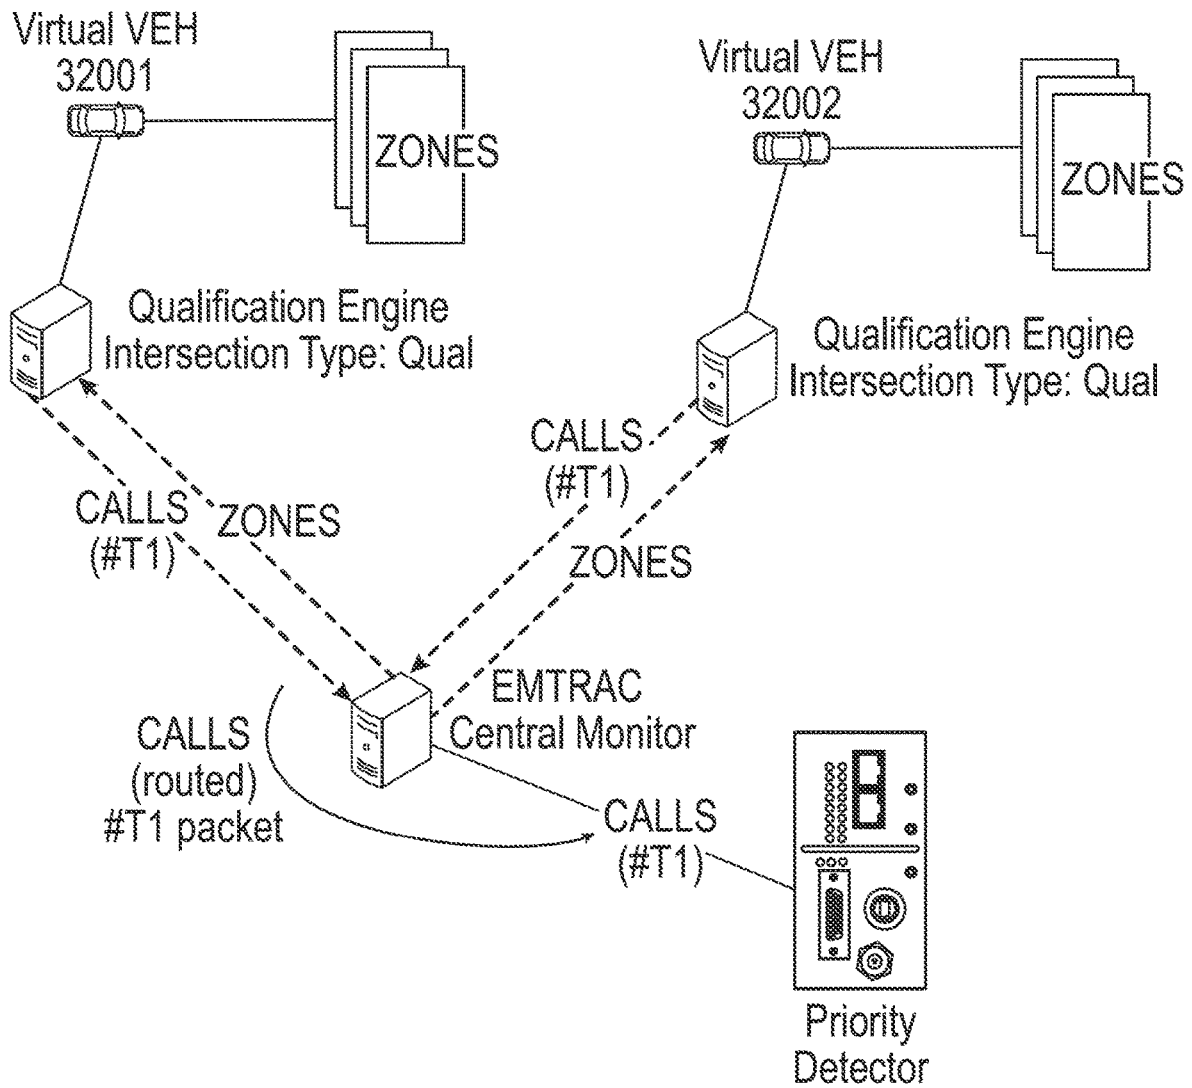 Virtual VEH
32001
ZONES
Virtual VEH
32002
ZONES
Qualification Engine
Intersection Type: Qual
Qualification Engine
Intersection Type: Qual
CALLS
(#T1)
ZONES
CALLS
(#T1)
ZONES
EMTRAC
Central Monitor
CALLS
(routed)
#T1 packet
CALLS
(#T1)
Priority
Detector